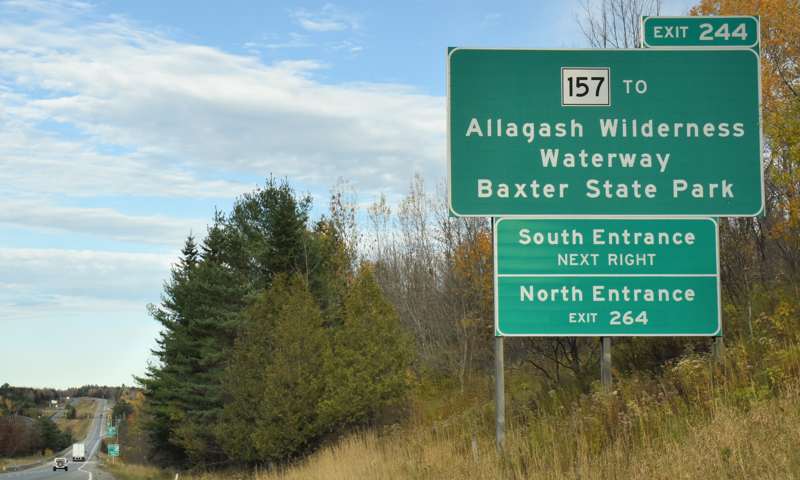 EXIT 244
157 TO
Allagash Wilderness
Waterway
Baxter State Park
South Entrance
NEXT RIGHT
North Entrance
EXIT 264